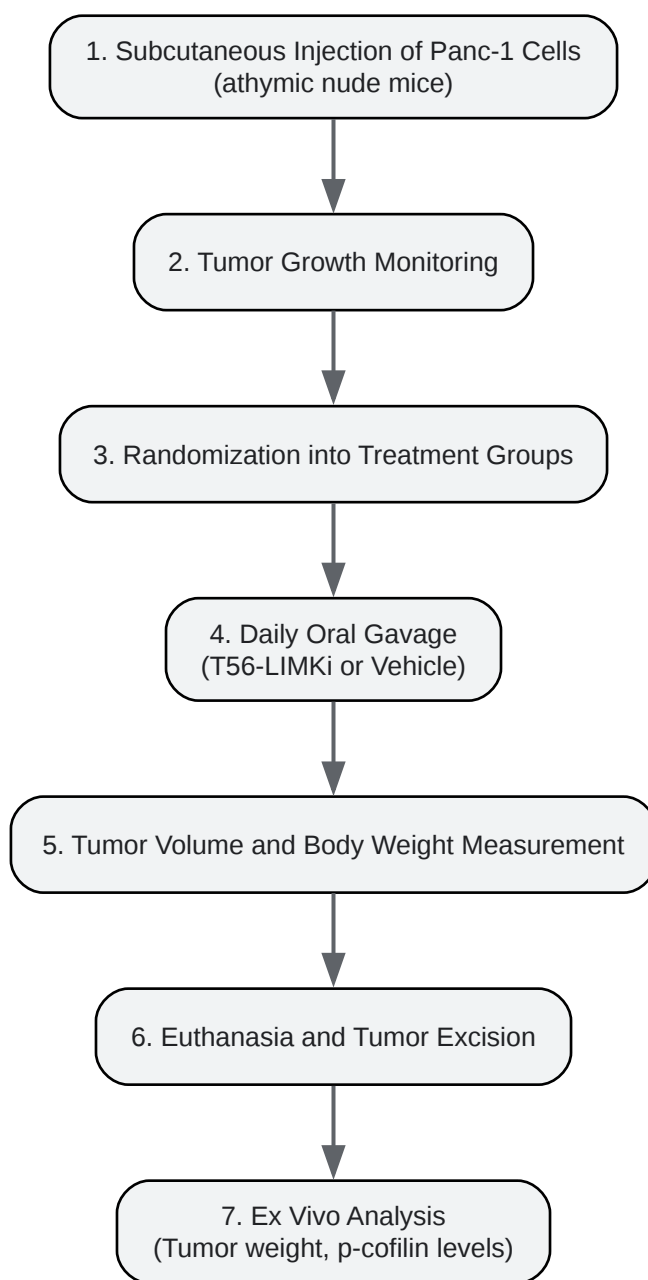 1. Subcutaneous Injection of Panc-1 Cells
(athymic nude mice)
2. Tumor Growth Monitoring
3. Randomization into Treatment Groups
4. Daily Oral Gavage
(T56-LIMKi or Vehicle)
5. Tumor Volume and Body Weight Measurement
6. Euthanasia and Tumor Excision
7. Ex Vivo Analysis
(Tumor weight, p-cofilin levels)